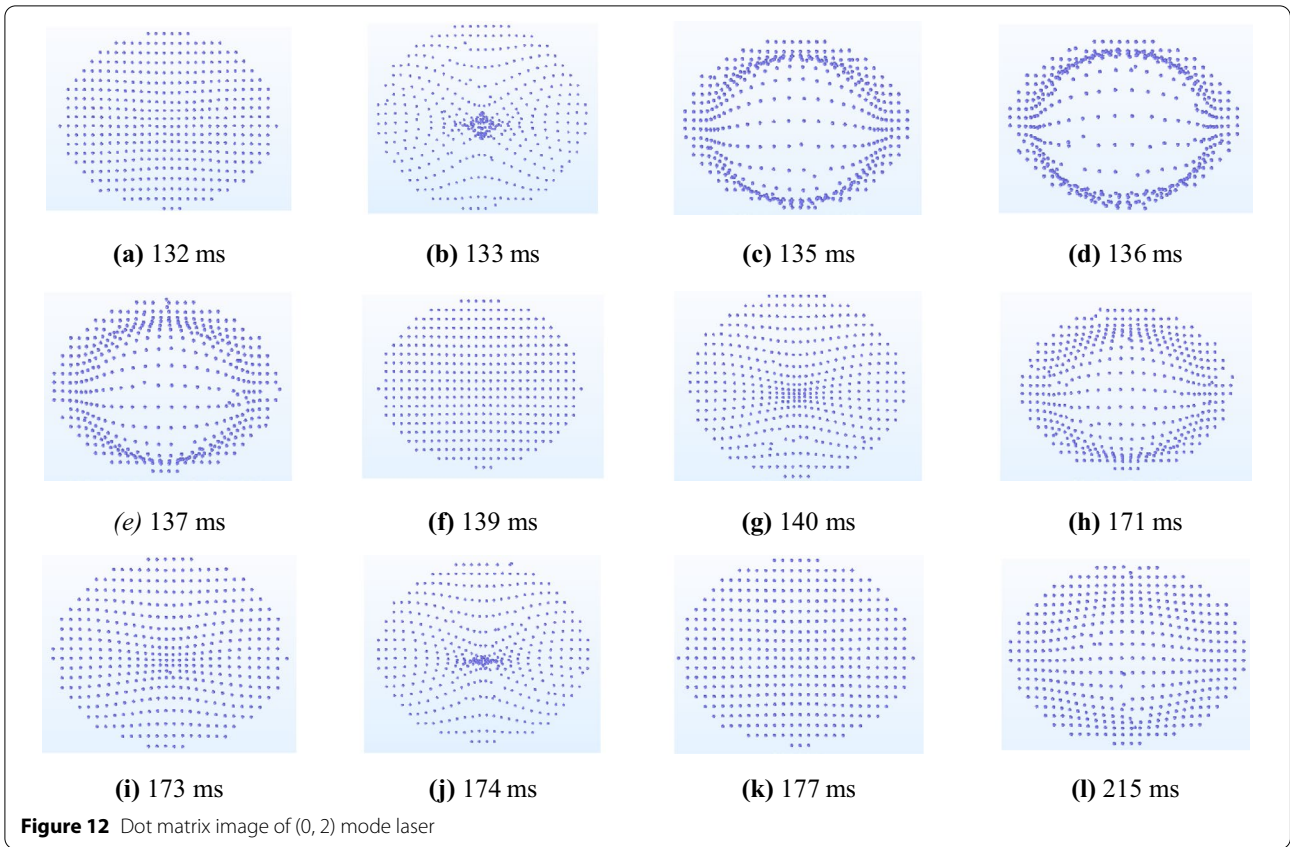 (a) 132 ms (b) 133 ms (c) 135 ms (d) 136 ms
(e) 137 ms (f) 139 ms (g) 140 ms (h) 171 ms
(i) 173 ms (j) 174 ms (k) 177 ms (l) 215 ms
Figure 12 Dot matrix image of (0, 2) mode laser